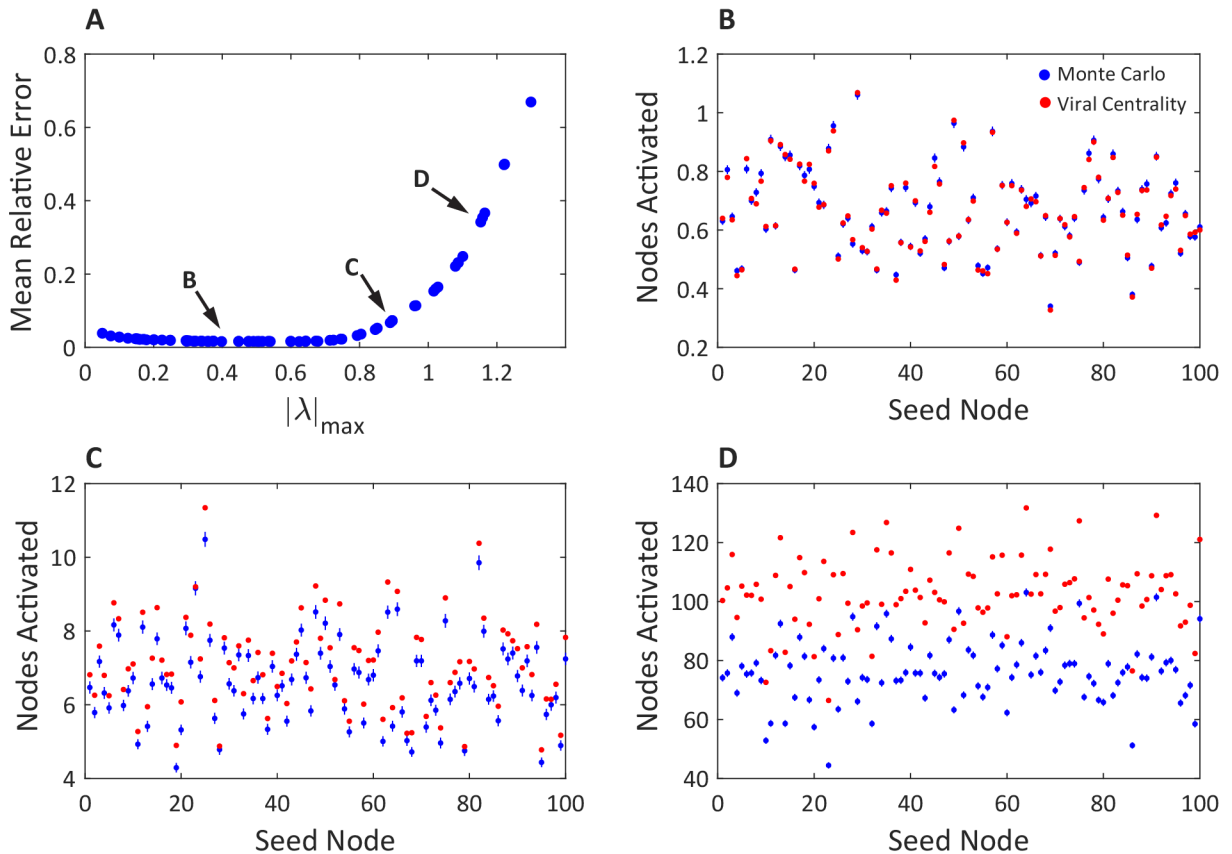 A
Mean Relative Error
0.8
0.6
0.4
0.2
0
0 0.2 0.4 0.6 0.8 1 1.2
|λ|max
B
C
D
B
Nodes Activated
1.2
1
0.8
0.6
0.4
0.2
0 20 40 60 80 100
Seed Node
Monte Carlo
Viral Centrality
C
Nodes Activated
12
10
8
6
4
0 20 40 60 80 100
Seed Node
D
Nodes Activated
140
120
100
80
60
40
0 20 40 60 80 100
Seed Node